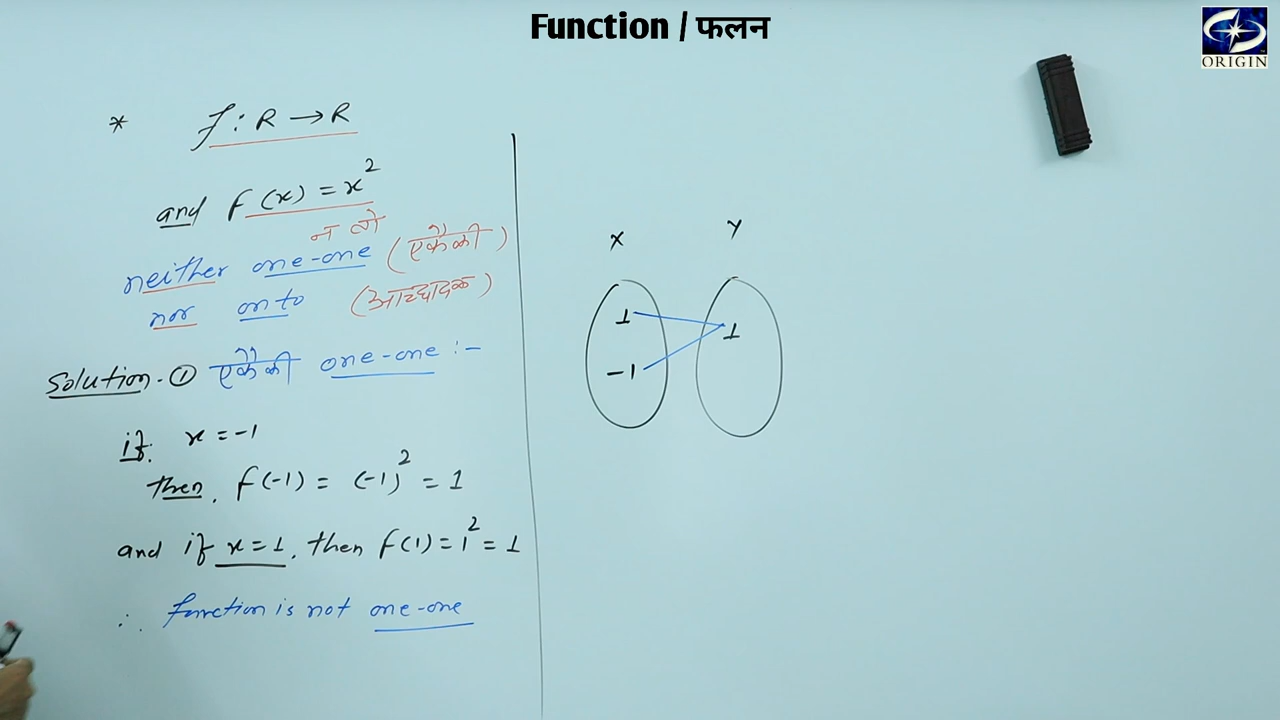 Function / फलन
ORIGIN
* f : R → R
and f(x) = x²
न तो
neither one-one (एकैकी)
nor onto (आच्छादक)
Solution - ① एकैकी one-one :-
if x = -1
then, f(-1) = (-1)² = 1
and if x = 1, then f(1) = 1² = 1
∴ function is not one-one
X Y
1 1
-1